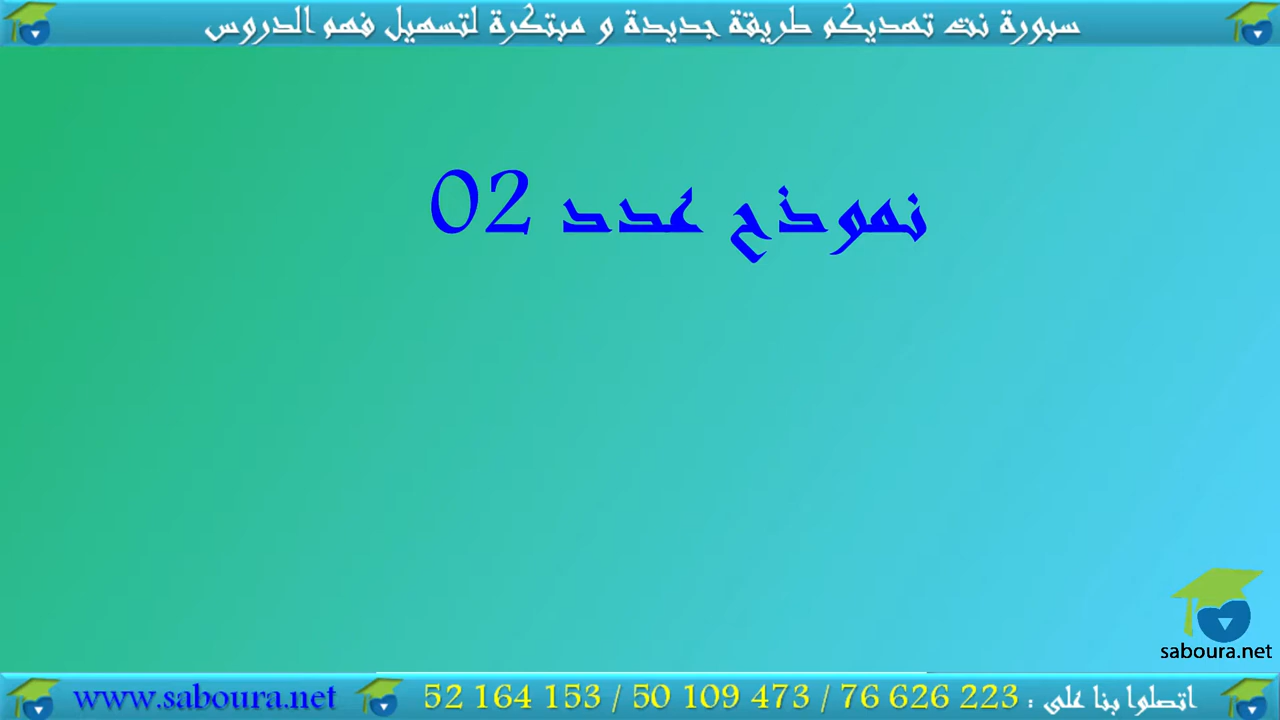 سبورة نت تهديكم طريقة جديدة و مبتكرة لتسهيل فهم الدروس
نموذج عدد 02
saboura.net
www.saboura.net
اتصلوا بنا على : 52 164 153 / 50 109 473 / 76 626 223